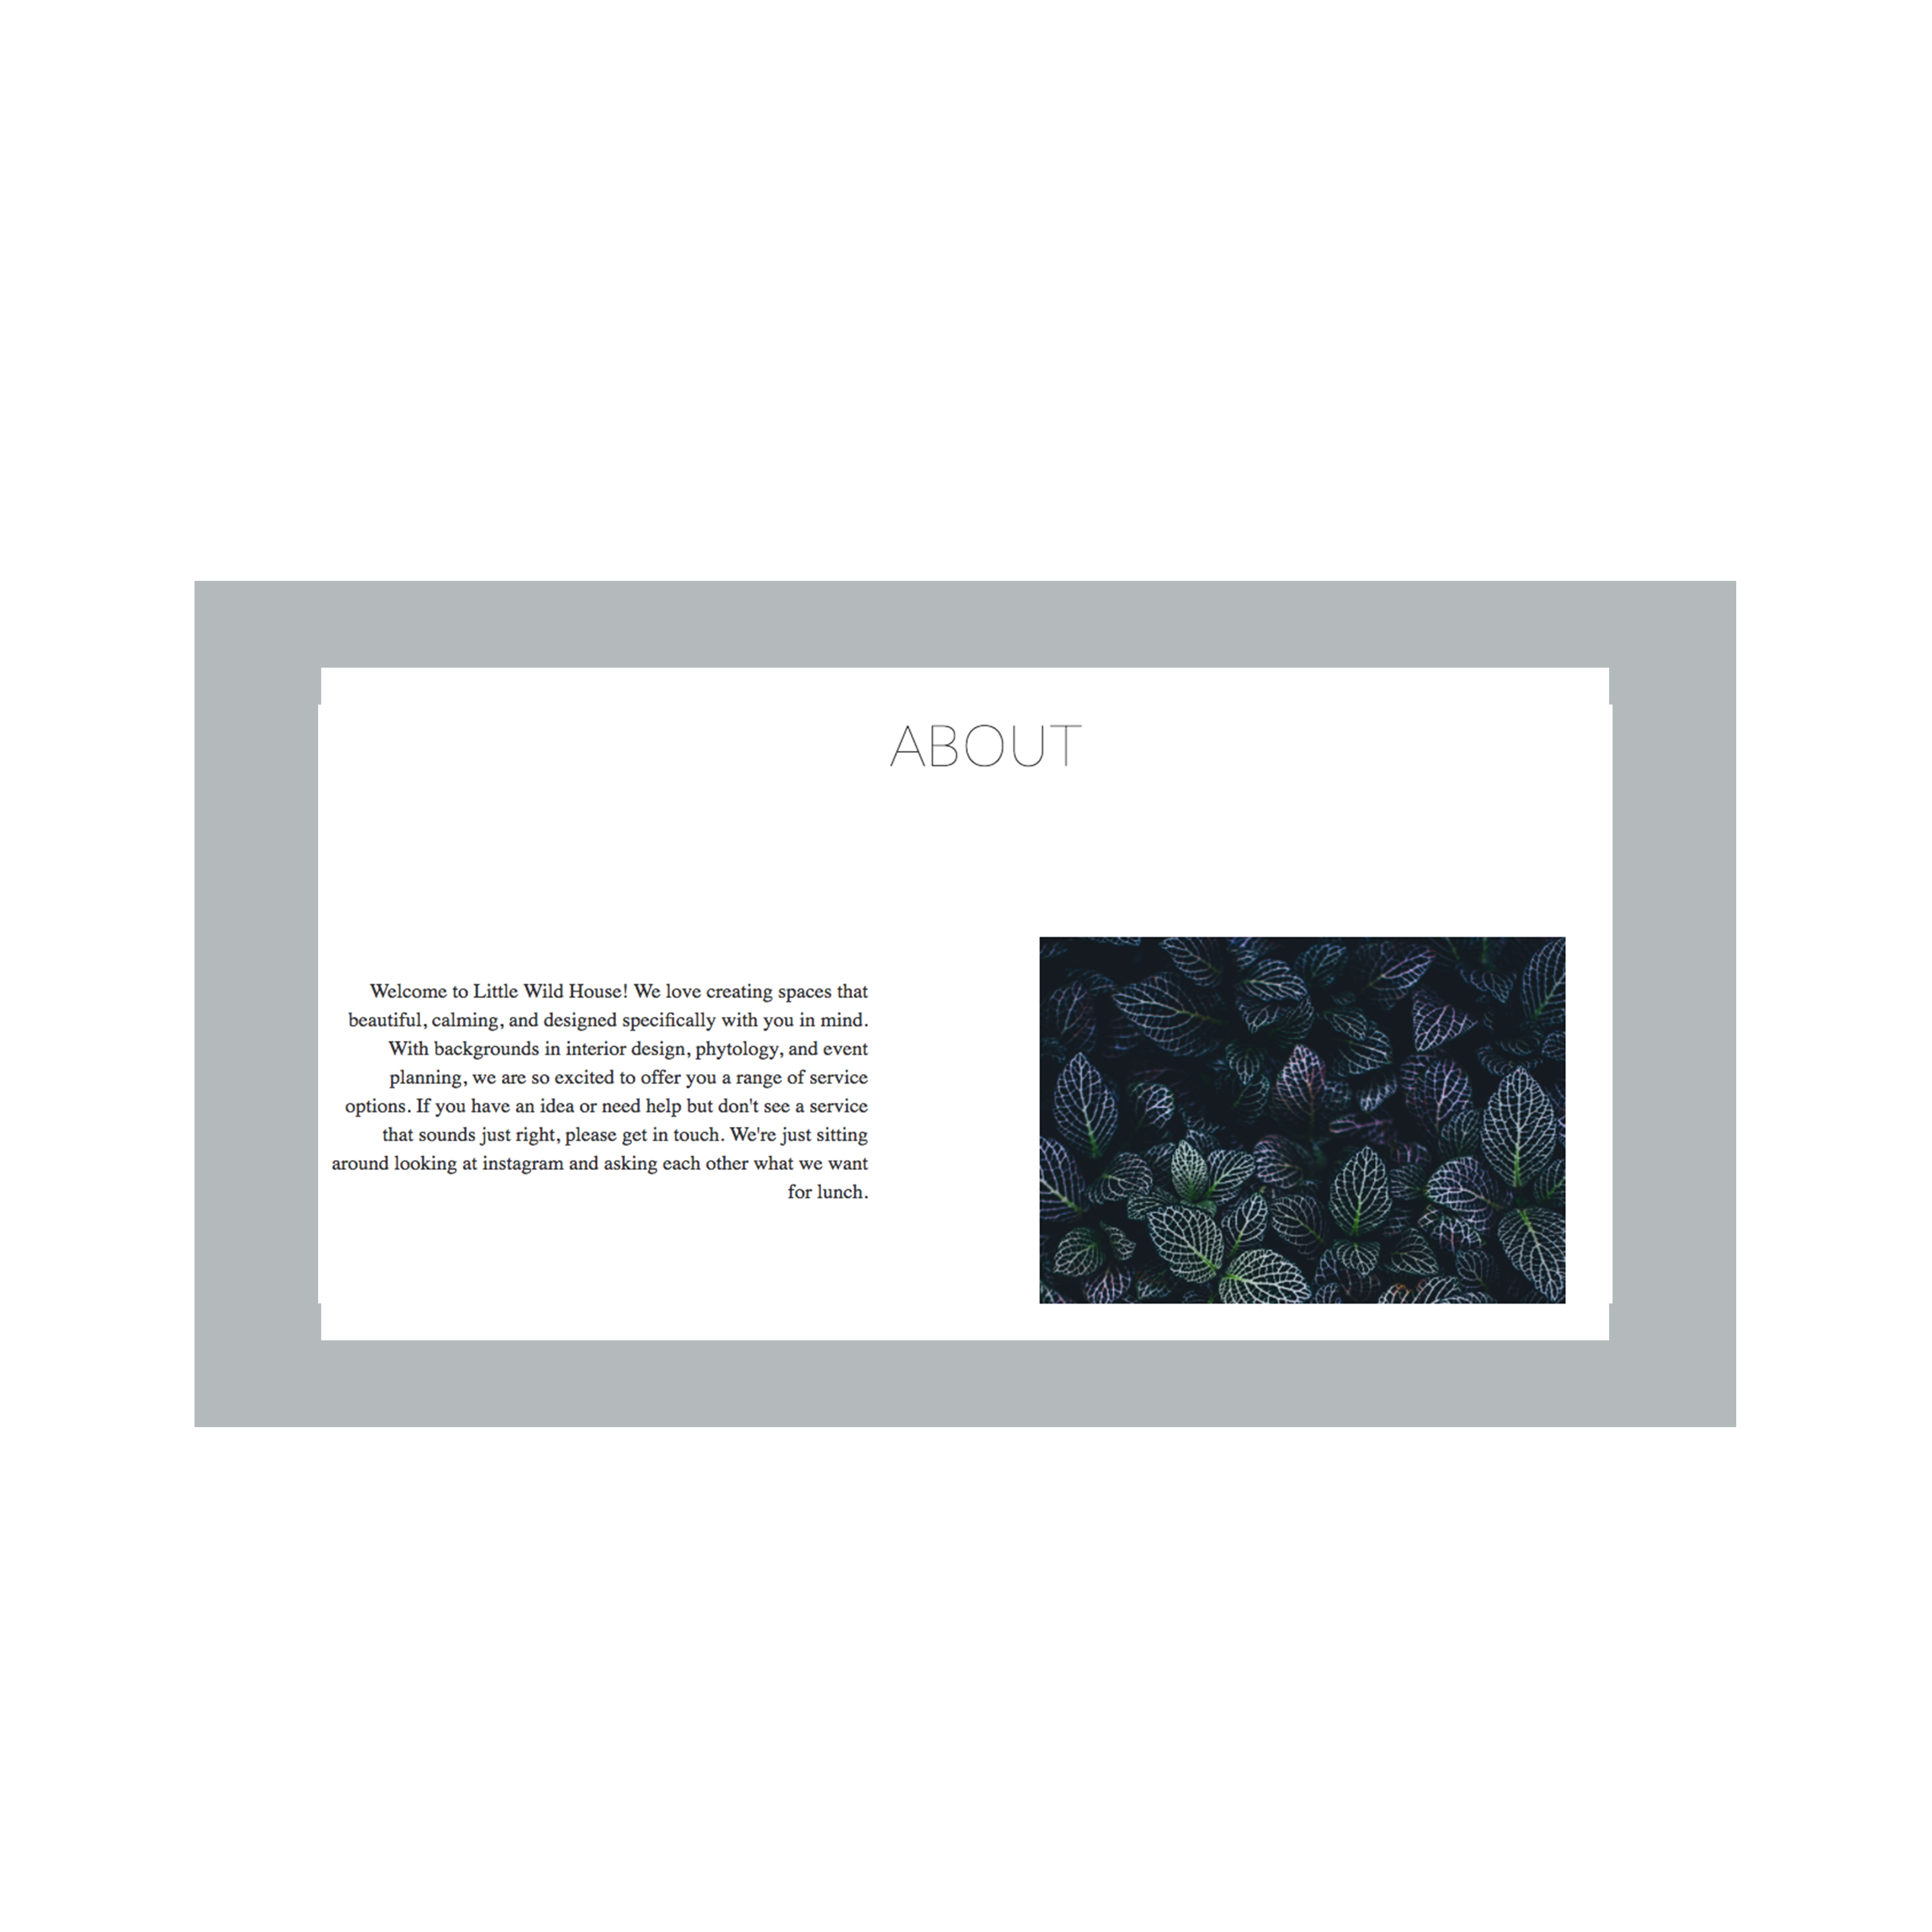 ABOUT
Welcome to Little Wild House! We love creating spaces that
beautiful, calming, and designed specifically with you in mind.
With backgrounds in interior design, phytology, and event
planning, we are so excited to offer you a range of service
options. If you have an idea or need help but don't see a service
that sounds just right, please get in touch. We're just sitting
around looking at instagram and asking each other what we want
for lunch.